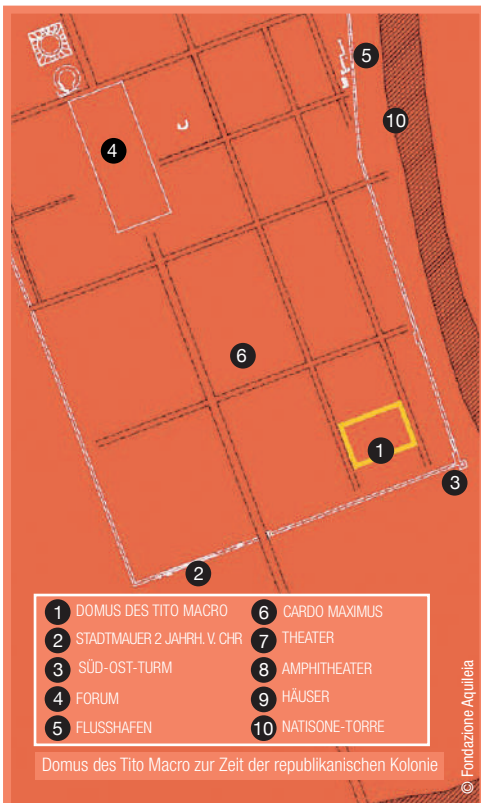 5
10
4
6
1
3
2
1 DOMUS DES TITO MACRO
2 STADTMAUER 2 JAHRH. V. CHR
3 SÜD-OST-TURM
4 FORUM
5 FLUSSHAFEN
6 CARDO MAXIMUS
7 THEATER
8 AMPHITHEATER
9 HÄUSER
10 NATISONE-TORRE
Domus des Tito Macro zur Zeit der republikanischen Kolonie
© Fondazione Aquileia